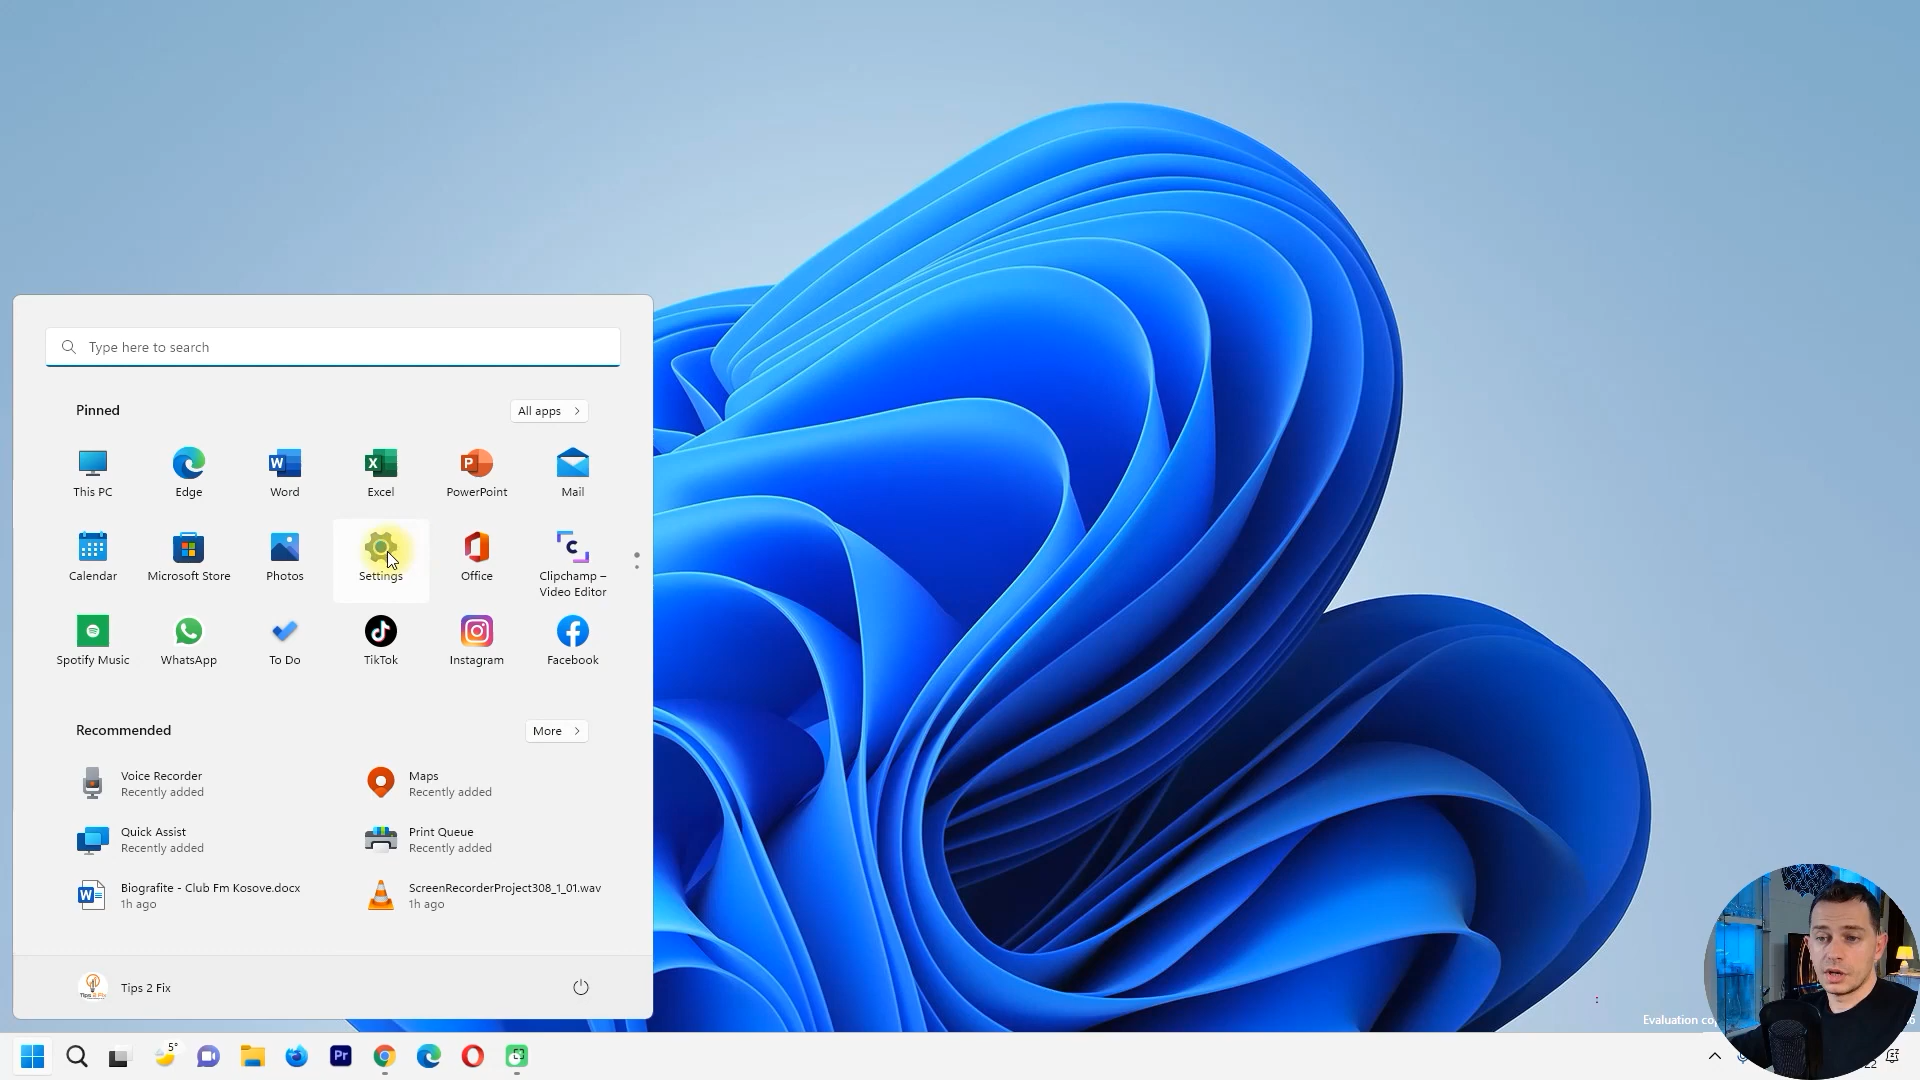 Type here to search
Pinned
All apps
This PC
Edge
Word
Excel
PowerPoint
Mail
Calendar
Microsoft Store
Photos
Settings
Office
Clipchamp –
Video Editor
Spotify Music
WhatsApp
To Do
TikTok
Instagram
Facebook
Recommended
More
Voice Recorder
Recently added
Maps
Recently added
Quick Assist
Recently added
Print Queue
Recently added
Biografite - Club Fm Kosove.docx
1h ago
ScreenRecorderProject308_1_01.wav
1h ago
Tips 2 Fix
Evaluation
5°
Pr